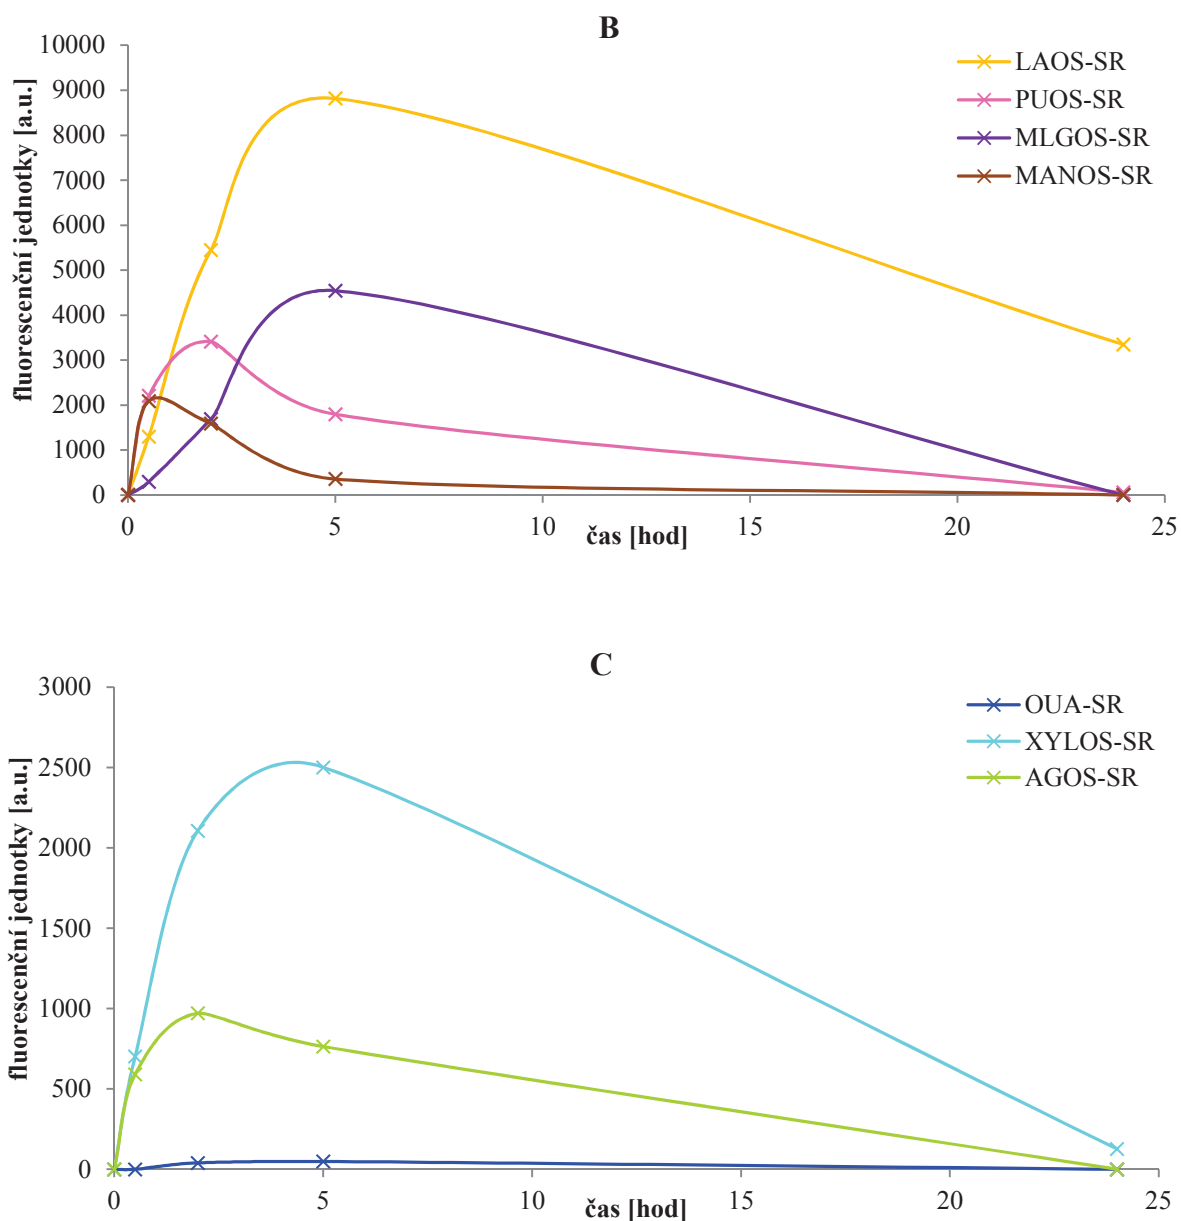 B
10000
9000
8000
7000
6000
5000
4000
3000
2000
1000
0
fluorescenční jednotky [a.u.]
LAOS-SR
PUOS-SR
MLGOS-SR
MANOS-SR
0 5 10 15 20 25
čas [hod]
C
3000
2500
2000
1500
1000
500
0
fluorescenční jednotky [a.u.]
OUA-SR
XYLOS-SR
AGOS-SR
0 5 10 15 20 25
čas [hod]